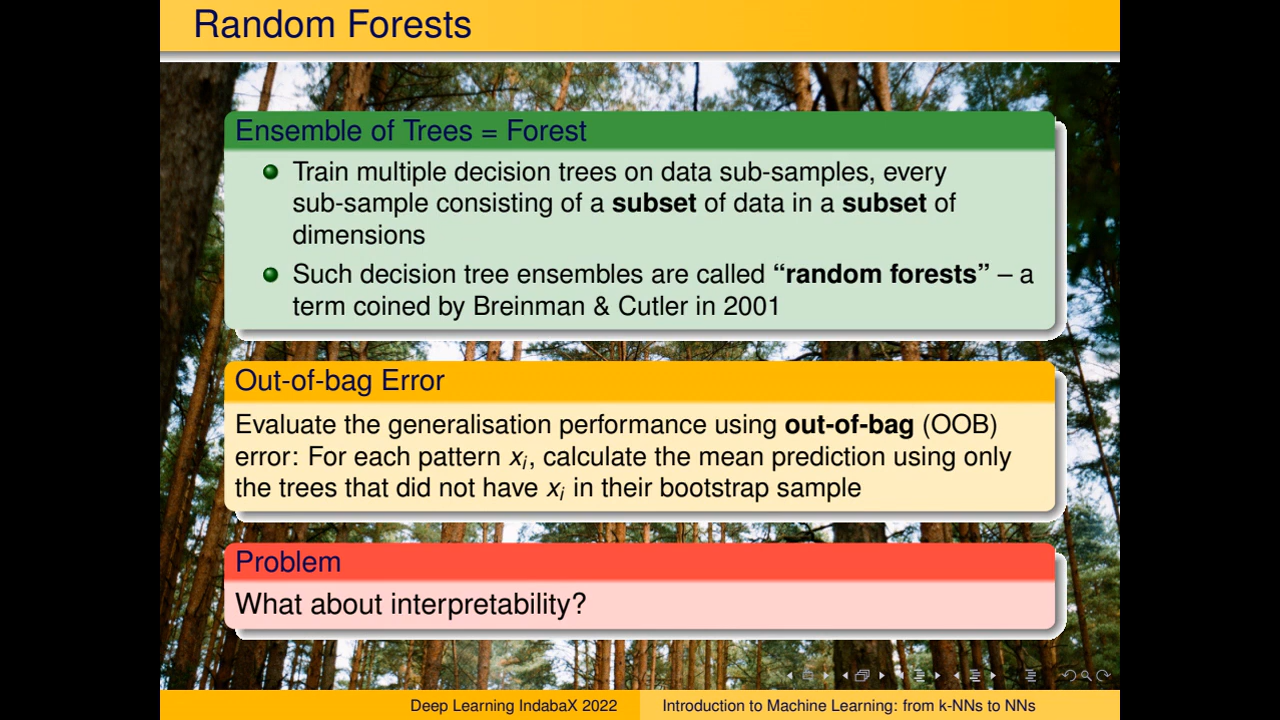 Random Forests
Ensemble of Trees = Forest
Train multiple decision trees on data sub-samples, every
sub-sample consisting of a subset of data in a subset of
dimensions
Such decision tree ensembles are called “random forests” – a
term coined by Breinman & Cutler in 2001
Out-of-bag Error
Evaluate the generalisation performance using out-of-bag (OOB)
error: For each pattern xᵢ, calculate the mean prediction using only
the trees that did not have xᵢ in their bootstrap sample
Problem
What about interpretability?
Deep Learning IndabaX 2022
Introduction to Machine Learning: from k-NNs to NNs